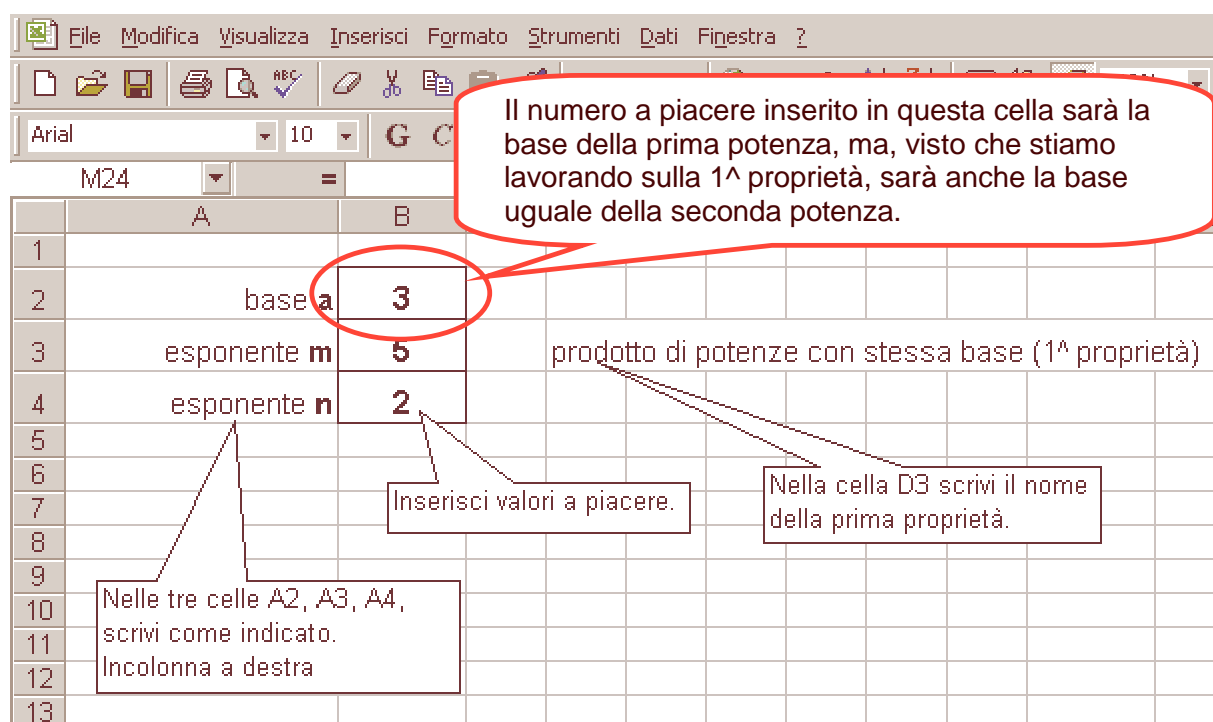 File Modifica Visualizza Inserisci Formato Strumenti Dati Finestra ?
ABC
Arial 10 G C
Il numero a piacere inserito in questa cella sarà la
base della prima potenza, ma, visto che stiamo
lavorando sulla 1^ proprietà, sarà anche la base
uguale della seconda potenza.
M24 =
A B
1
2 base a 3
3 esponente m 5 prodotto di potenze con stessa base (1^ proprietà)
4 esponente n 2
5
6
7
8
9
10
11
12
13
Inserisci valori a piacere.
Nella cella D3 scrivi il nome
della prima proprietà.
Nelle tre celle A2, A3, A4,
scrivi come indicato.
Incolonna a destra